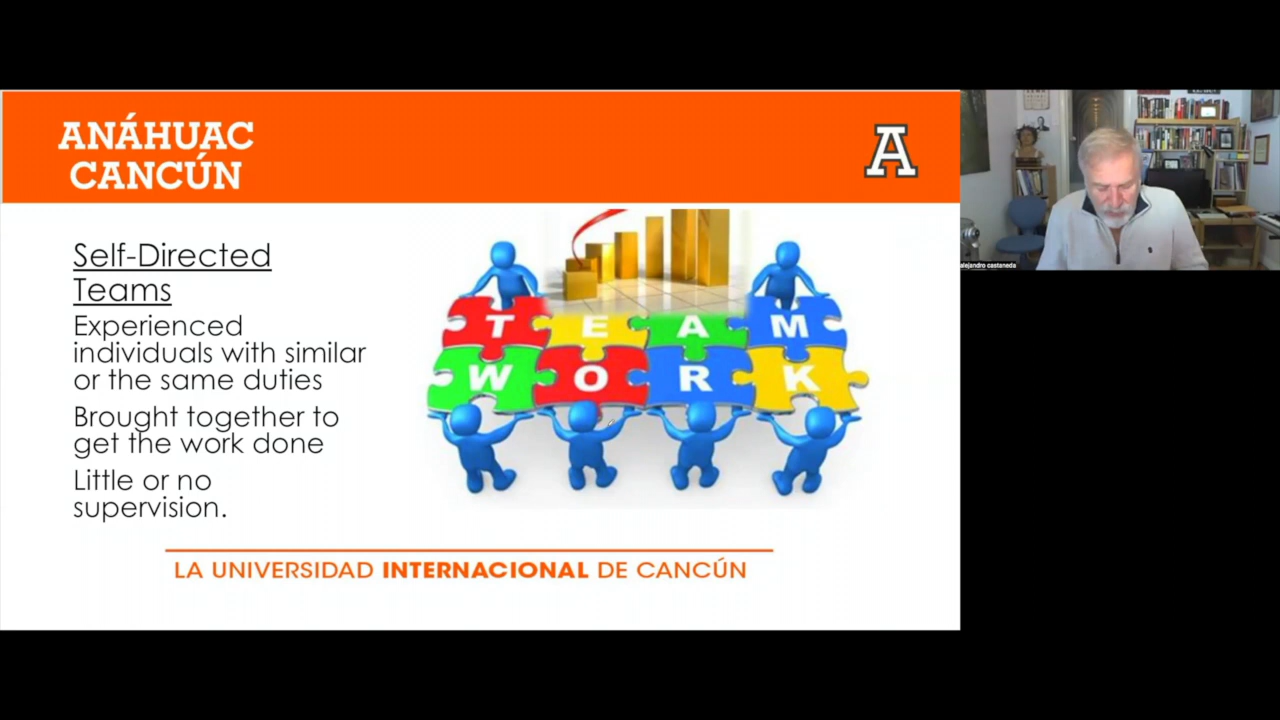 ANÁHUAC
CANCÚN
A
Self-Directed
Teams
Experienced
individuals with similar
or the same duties
Brought together to
get the work done
Little or no
supervision.
T E A M
W O R K
LA UNIVERSIDAD INTERNACIONAL DE CANCÚN
alejandro castaneda